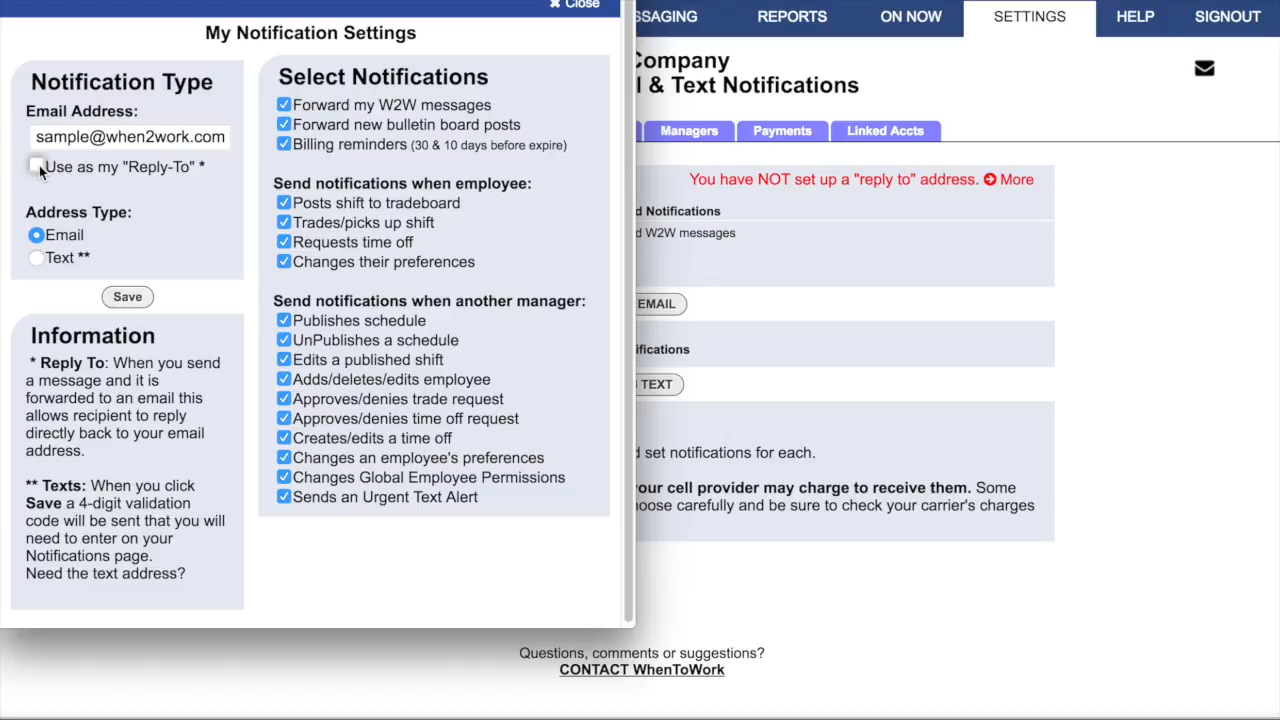 ✖ Close
My Notification Settings
Notification Type
Email Address:
sample@when2work.com
Use as my "Reply-To" *
Address Type:
Email
Text **
Save
Information
* Reply To: When you send
a message and it is
forwarded to an email this
allows recipient to reply
directly back to your email
address.
** Texts: When you click
Save a 4-digit validation
code will be sent that you will
need to enter on your
Notifications page.
Need the text address?
Select Notifications
Forward my W2W messages
Forward new bulletin board posts
Billing reminders (30 & 10 days before expire)
Send notifications when employee:
Posts shift to tradeboard
Trades/picks up shift
Requests time off
Changes their preferences
Send notifications when another manager:
Publishes schedule
UnPublishes a schedule
Edits a published shift
Adds/deletes/edits employee
Approves/denies trade request
Approves/denies time off request
Creates/edits a time off
Changes an employee's preferences
Changes Global Employee Permissions
Sends an Urgent Text Alert
SSAGING REPORTS ON NOW SETTINGS HELP SIGNOUT
Company
l & Text Notifications
Managers Payments Linked Accts
You have NOT set up a "reply to" address. More
d Notifications
d W2W messages
EMAIL
ifications
TEXT
d set notifications for each.
your cell provider may charge to receive them. Some
oose carefully and be sure to check your carrier's charges
Questions, comments or suggestions?
CONTACT WhenToWork